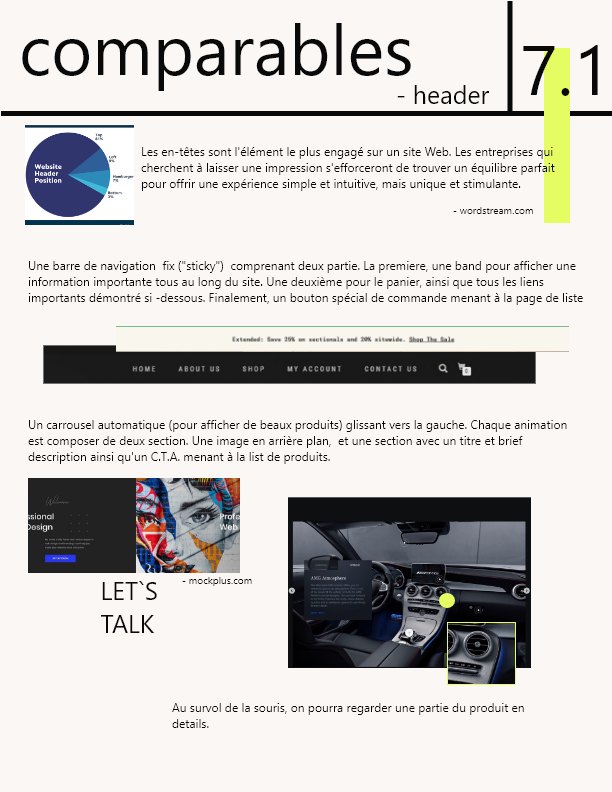 comparables
- header
7.1
Website
Header
Position
Top
Left
Hamburger
7%
Bottom
3%
Les en-têtes sont l'élément le plus engagé sur un site Web. Les entreprises qui
cherchent à laisser une impression s'efforceront de trouver un équilibre parfait
pour offrir une expérience simple et intuitive, mais unique et stimulante.
- wordstream.com
Une barre de navigation  fix ("sticky")  comprenant deux partie. La premiere, une band pour afficher une
information importante tous au long du site. Une deuxième pour le panier, ainsi que tous les liens
importants démontré si -dessous. Finalement, un bouton spécial de commande menant à la page de liste
Extended: Save 25% on sectionals and 20% sitewide. Shop The Sale
HOME ABOUT US SHOP MY ACCOUNT CONTACT US 0
Un carrousel automatique (pour afficher de beaux produits) glissant vers la gauche. Chaque animation
est composer de deux section. Une image en arrière plan,  et une section avec un titre et brief
description ainsi qu'un C.T.A. menant à la list de produits.
Welcome
ssional
Design
Profe
Web
- mockplus.com
LET`S
TALK
AMG Atmosphere
Au survol de la souris, on pourra regarder une partie du produit en
details.